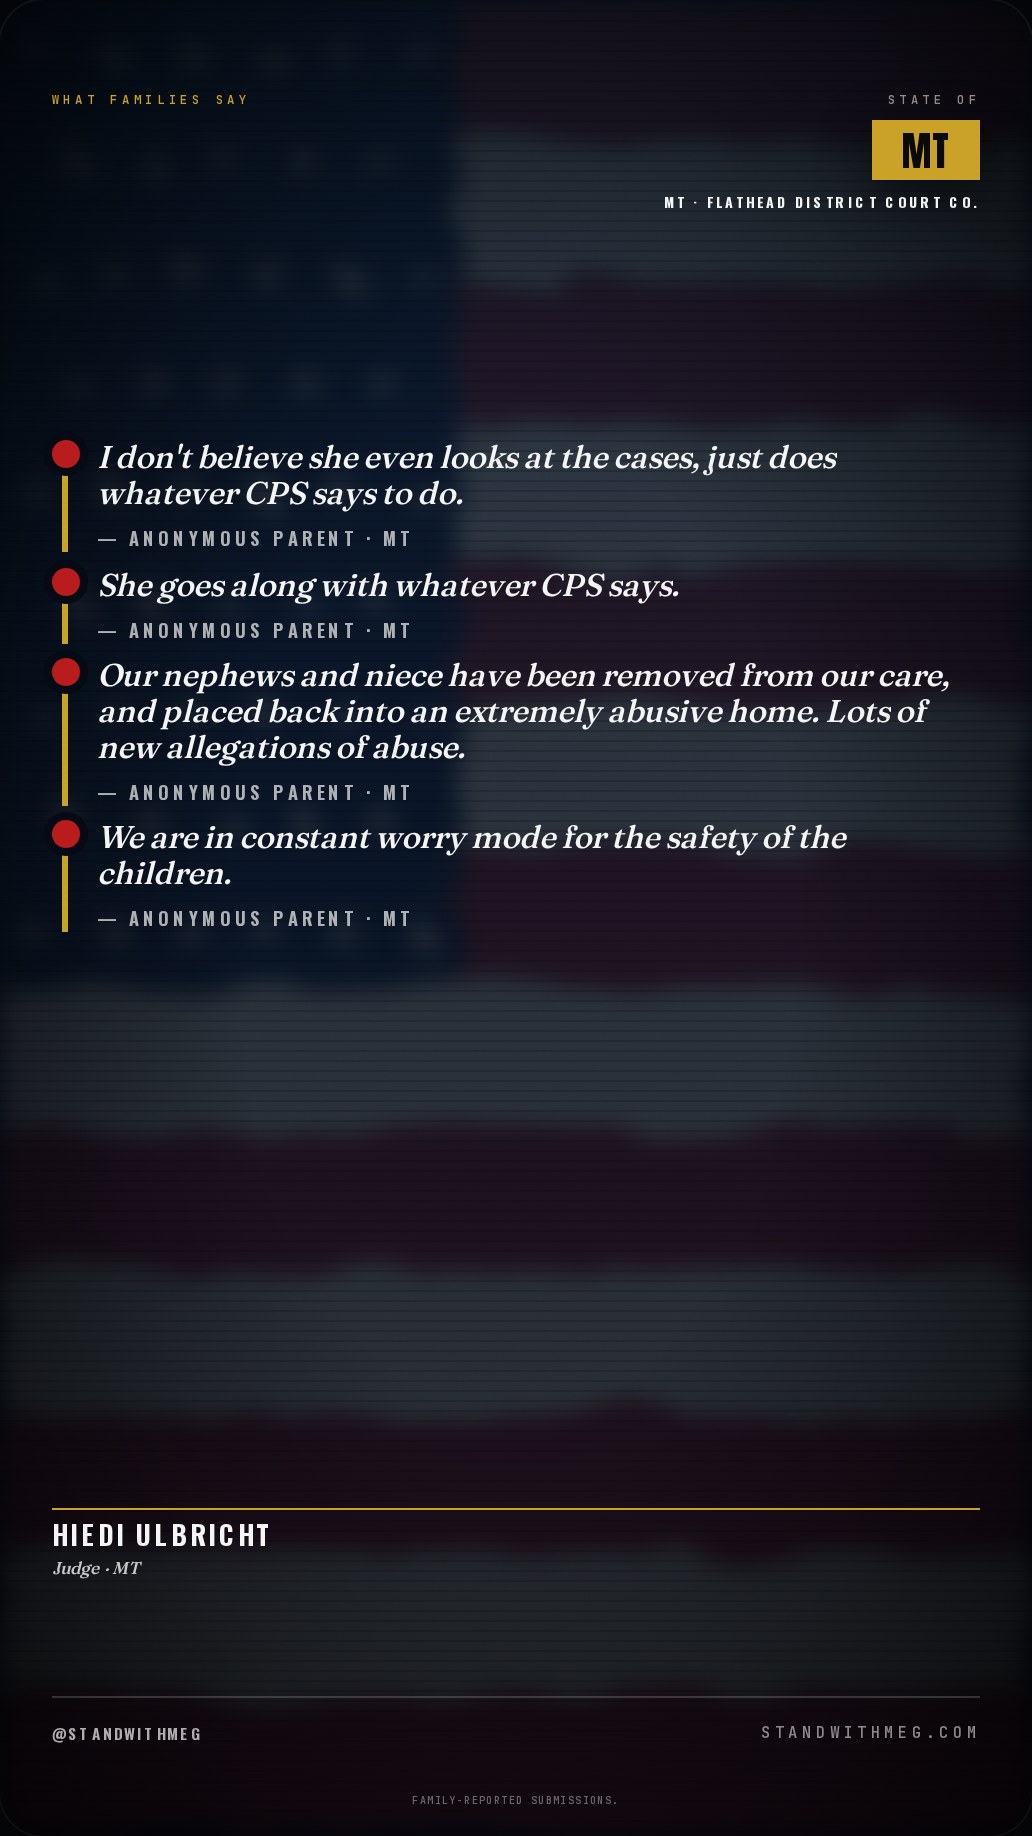 WHAT FAMILIES SAY
STATE OF
MT
MT · FLATHEAD DISTRICT COURT CO.
I don't believe she even looks at the cases, just does
whatever CPS says to do.
— ANONYMOUS PARENT · MT
She goes along with whatever CPS says.
— ANONYMOUS PARENT · MT
Our nephews and niece have been removed from our care,
and placed back into an extremely abusive home. Lots of
new allegations of abuse.
— ANONYMOUS PARENT · MT
We are in constant worry mode for the safety of the
children.
— ANONYMOUS PARENT · MT
HIEDI ULBRICHT
Judge · MT
@STANDWITHMEG
STANDWITHMEG.COM
FAMILY-REPORTED SUBMISSIONS.